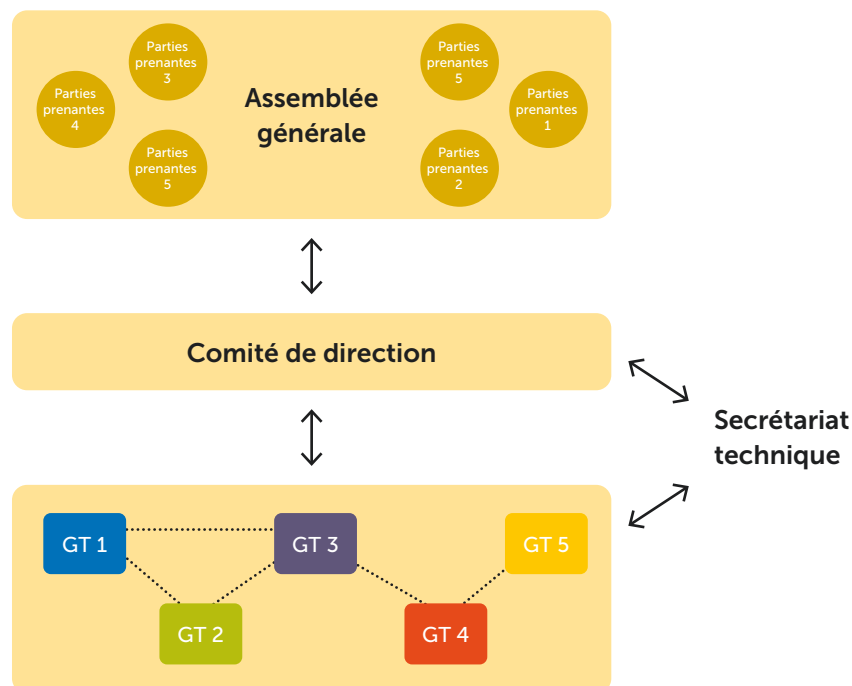 Parties
prenantes
3
Parties
prenantes
5
Parties
prenantes
4
Assemblée
générale
Parties
prenantes
1
Parties
prenantes
5
Parties
prenantes
2
Comité de direction
Secrétariat
technique
GT 1
GT 3
GT 5
GT 2
GT 4